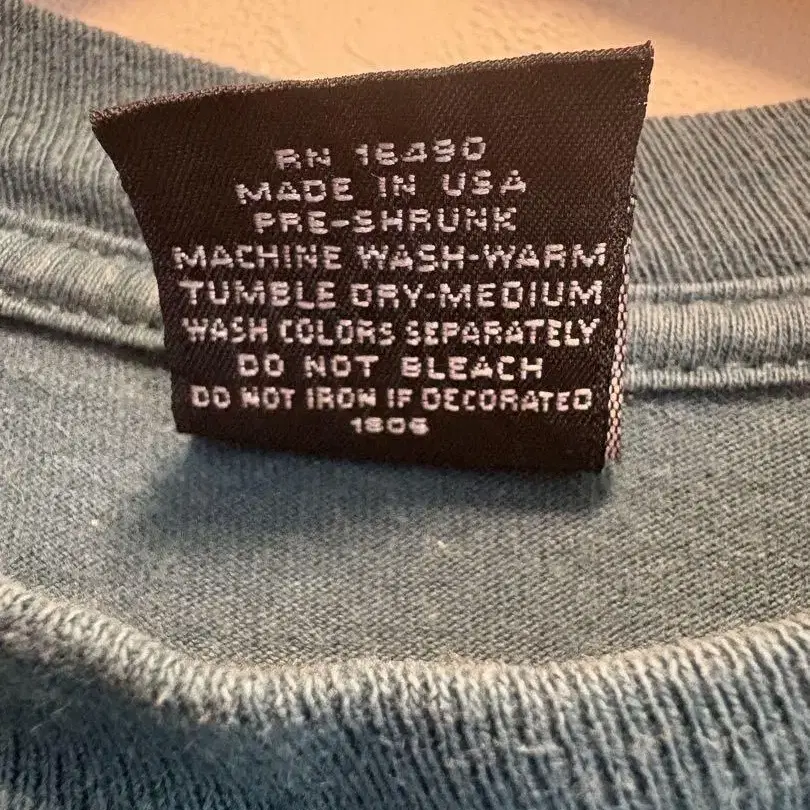 RN 16490
MADE IN USA
PRE-SHRUNK
MACHINE WASH-WARM
TUMBLE DRY-MEDIUM
WASH COLORS SEPARATELY
DO NOT BLEACH
DO NOT IRON IF DECORATED
1806